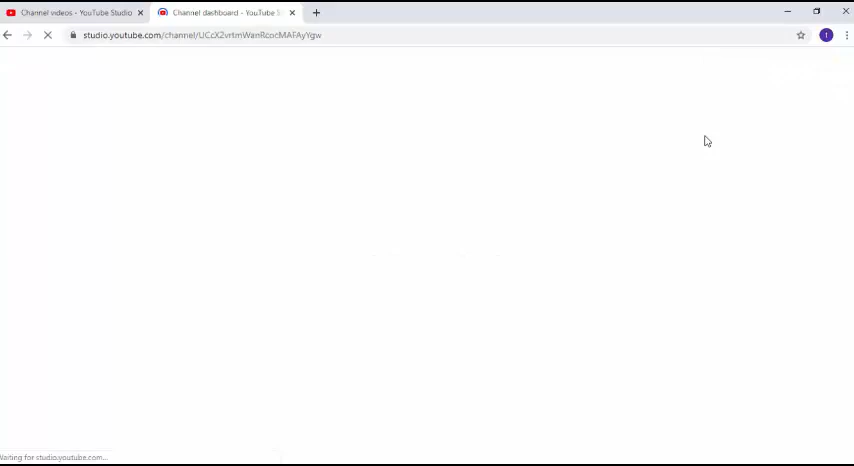 Channel videos - YouTube Studio
Channel dashboard - YouTube S
studio.youtube.com/channel/UCcX2vrtmWanRcocMAFAyYgw
Waiting for studio.youtube.com...